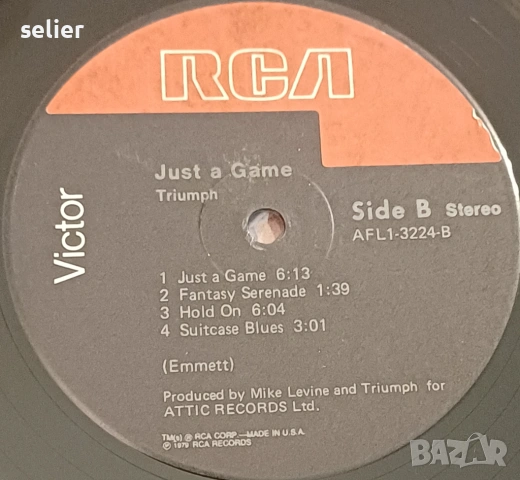 selier
RCA
Victor
Just a Game
Triumph
Side B Stereo
AFL1-3224-B
1 Just a Game 6:13
2 Fantasy Serenade 1:39
3 Hold On 6:04
4 Suitcase Blues 3:01
(Emmett)
Produced by Mike Levine and Triumph for
ATTIC RECORDS Ltd.
TM(s) ® RCA CORP.—MADE IN U.S.A.
℗ 1979 RCA RECORDS
BAZAR.BG